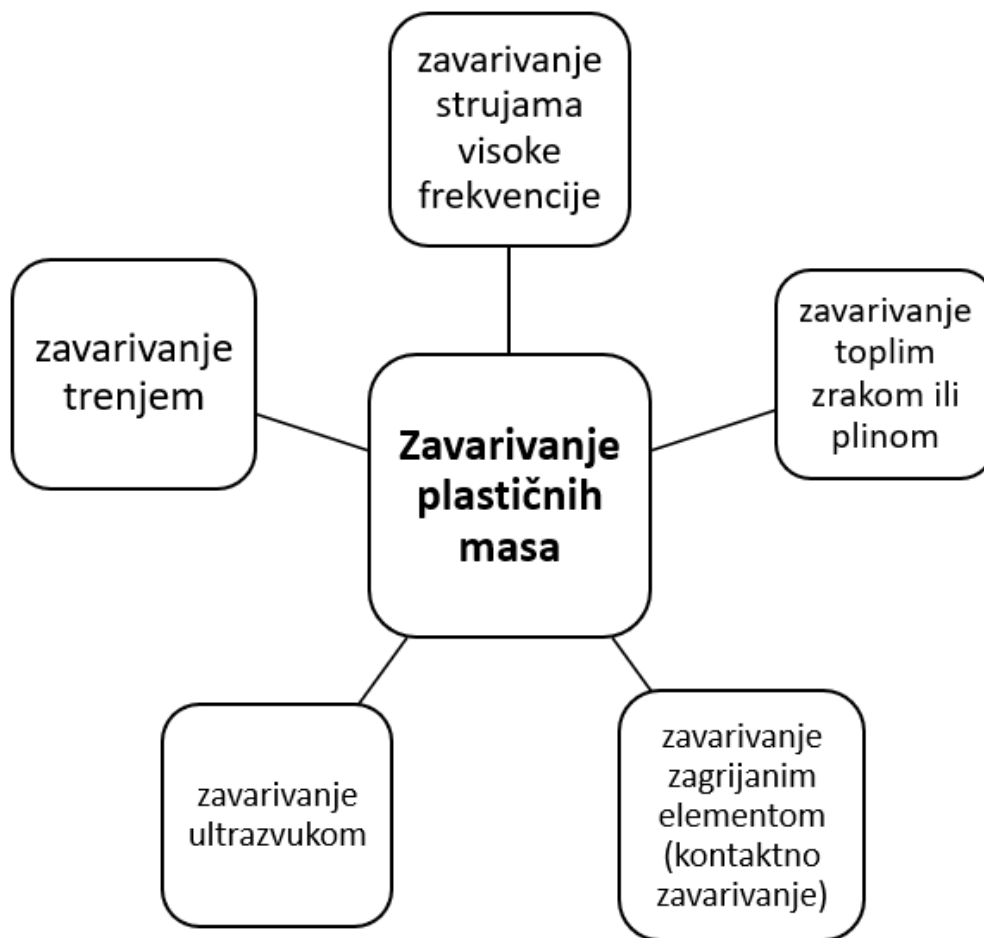 zavarivanje
strujama
visoke
frekvencije
zavarivanje
trenjem
zavarivanje
toplim
zrakom ili
plinom
Zavarivanje
plastičnih
masa
zavarivanje
ultrazvukom
zavarivanje
zagrijanim
elementom
(kontaktno
zavarivanje)